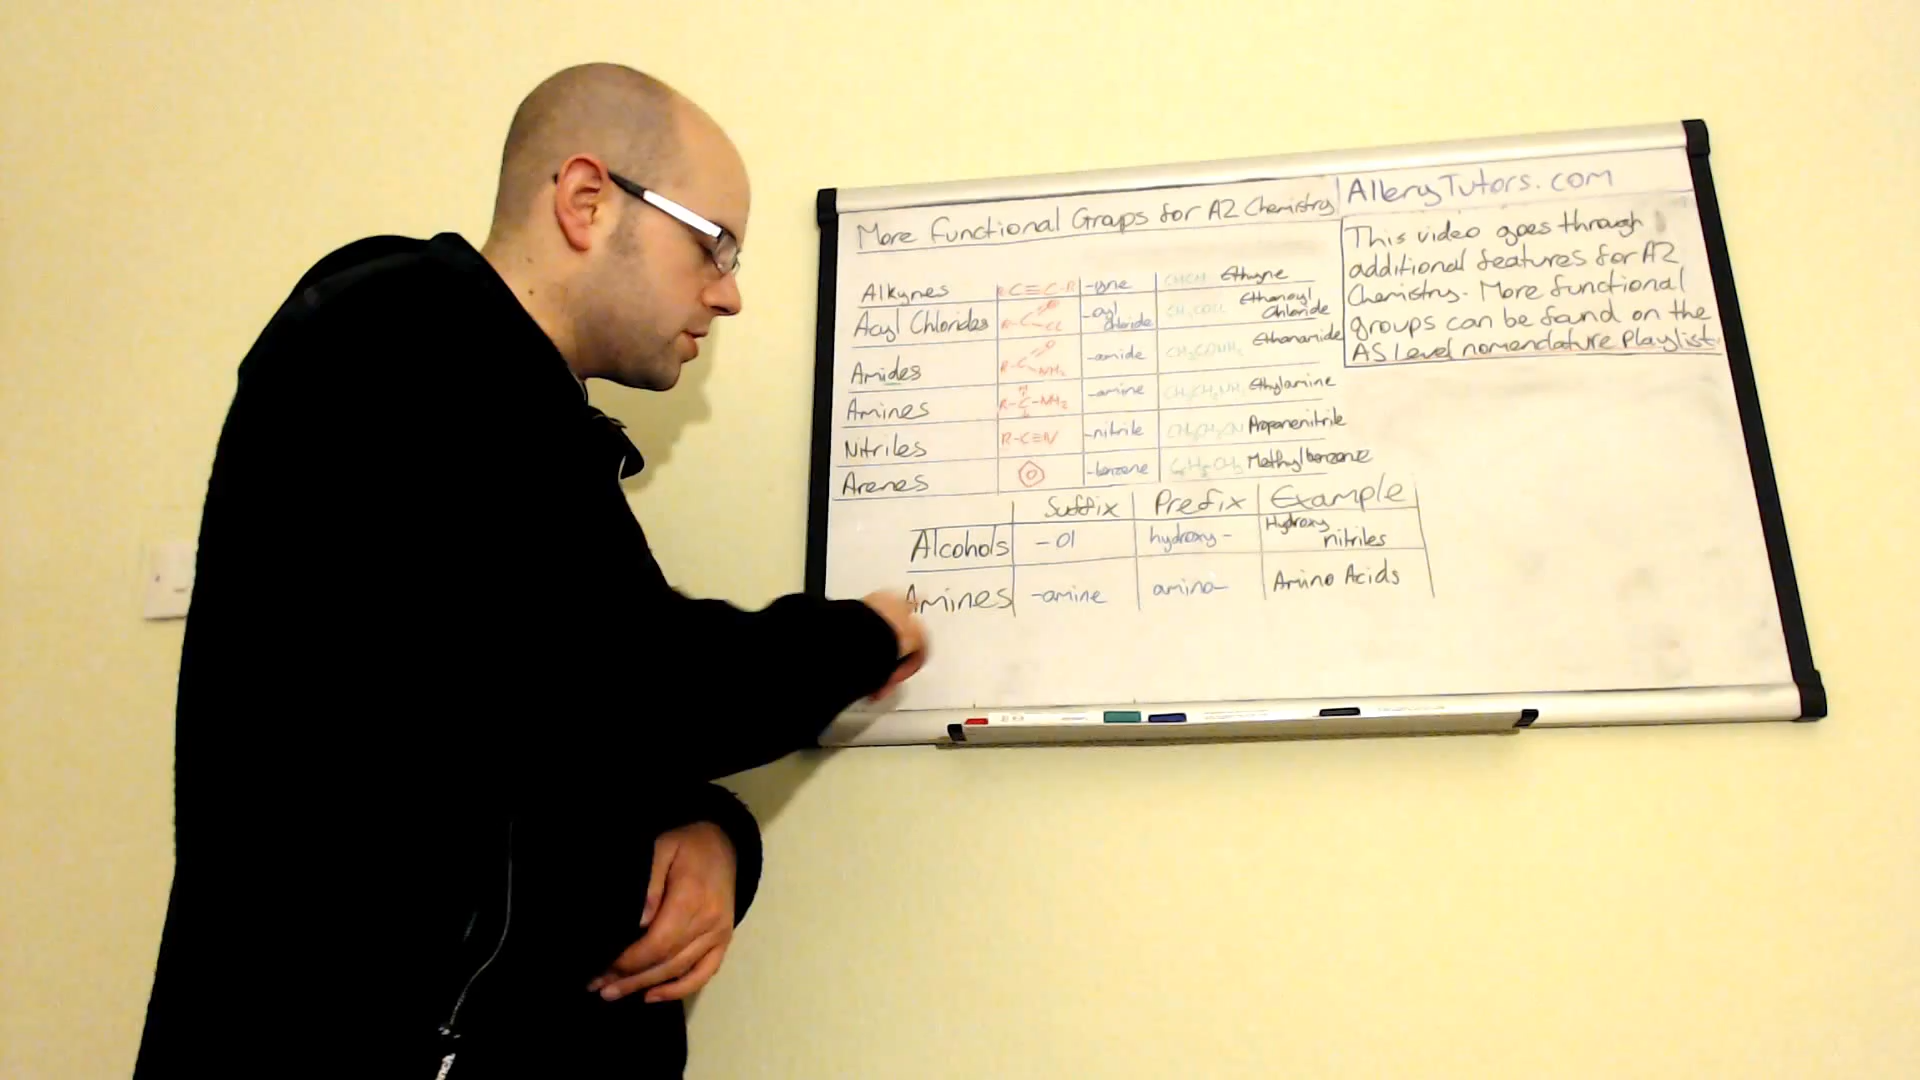 More Functional Groups for A2 Chemistry
AlleryTutors.com
This video goes through
additional features for A2
Chemistry. More functional
groups can be found on the
AS Level nomenclature playlist.
Alkynes -yne CHCH Ethyne
Acyl Chlorides -oyl chloride CH3COCl Ethanoyl Chloride
Amides R-C O NH2 -amide CH3CONH2 Ethanamide
Amines R-C-NH2 -amine CH3CH2NH2 Ethylamine
Nitriles R-C≡N -nitrile CH3CH2CN Propanenitrile
Arenes -benzene C6H5CH3 Methylbenzene
Suffix Prefix Example
Alcohols -ol hydroxy- Hydroxy nitriles
Amines -amine amino- Amino Acids